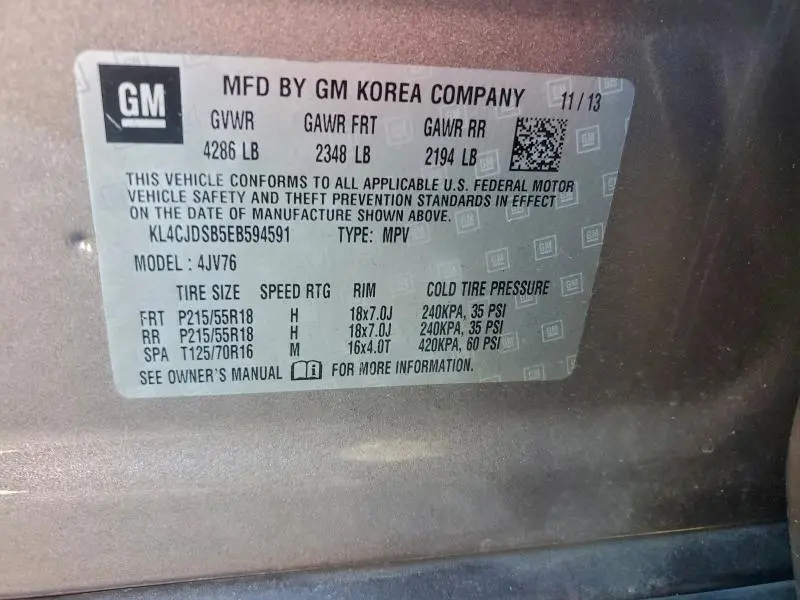 GM
MFD BY GM KOREA COMPANY 11/13
GVWR GAWR FRT GAWR RR
4286 LB 2348 LB 2194 LB
THIS VEHICLE CONFORMS TO ALL APPLICABLE U.S. FEDERAL MOTOR
VEHICLE SAFETY AND THEFT PREVENTION STANDARDS IN EFFECT
ON THE DATE OF MANUFACTURE SHOWN ABOVE.
KL4CJDSB5EB594591 TYPE: MPV
MODEL : 4JV76
TIRE SIZE SPEED RTG RIM COLD TIRE PRESSURE
FRT P215/55R18 H 18x7.0J 240KPA, 35 PSI
RR P215/55R18 H 18x7.0J 240KPA, 35 PSI
SPA T125/70R16 M 16x4.0T 420KPA, 60 PSI
SEE OWNER'S MANUAL FOR MORE INFORMATION.